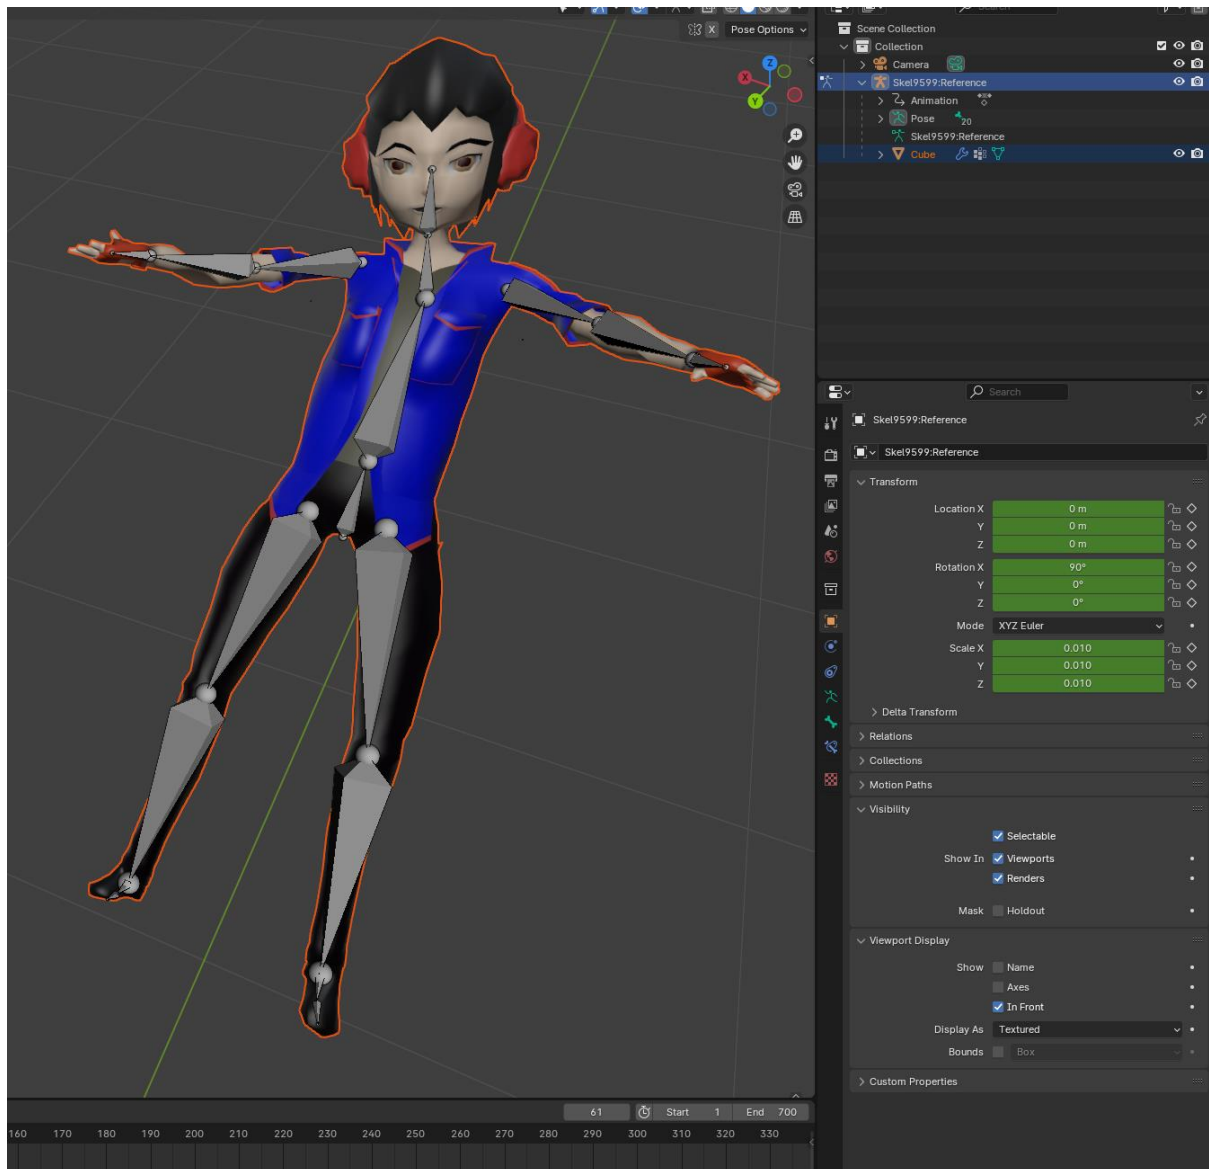 X Pose Options
Z
X
Y
Scene Collection
Collection
Camera
Skel9599:Reference
Animation
Pose 20
Skel9599:Reference
Cube
Search
Skel9599:Reference
Skel9599:Reference
Transform
Location X 0 m
Y 0 m
Z 0 m
Rotation X 90°
Y 0°
Z 0°
Mode XYZ Euler
Scale X 0.010
Y 0.010
Z 0.010
Delta Transform
Relations
Collections
Motion Paths
Visibility
Selectable
Show In Viewports
Renders
Mask Holdout
Viewport Display
Show Name
Axes
In Front
Display As Textured
Bounds Box
Custom Properties
61 Start 1 End 700
160 170 180 190 200 210 220 230 240 250 260 270 280 290 300 310 320 330